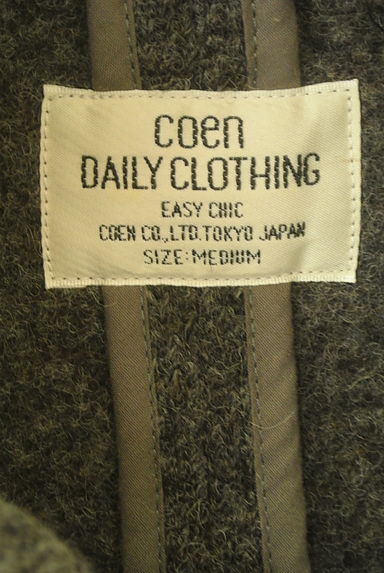 coen
DAILY CLOTHING
EASY CHIC
COEN CO.,LTD.TOKYO JAPAN
SIZE:MEDIUM